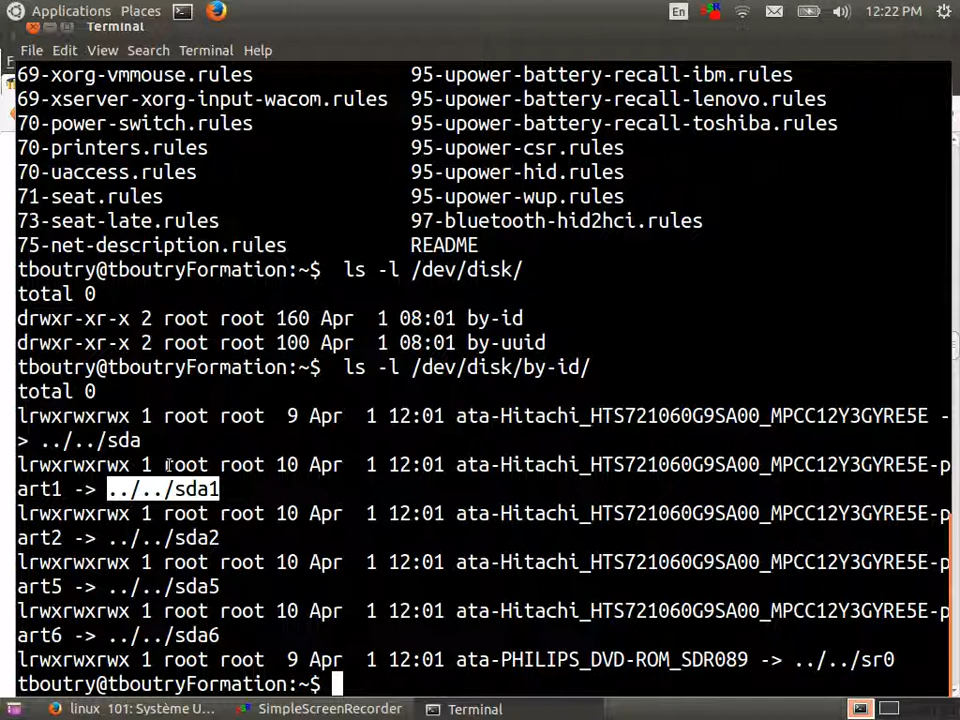 Applications Places En 12:22 PM
Terminal
File Edit View Search Terminal Help
69-xorg-vmmouse.rules 95-upower-battery-recall-ibm.rules
69-xserver-xorg-input-wacom.rules 95-upower-battery-recall-lenovo.rules
70-power-switch.rules 95-upower-battery-recall-toshiba.rules
70-printers.rules 95-upower-csr.rules
70-uaccess.rules 95-upower-hid.rules
71-seat.rules 95-upower-wup.rules
73-seat-late.rules 97-bluetooth-hid2hci.rules
75-net-description.rules README
tboutry@tboutryFormation:~$ ls -l /dev/disk/
total 0
drwxr-xr-x 2 root root 160 Apr 1 08:01 by-id
drwxr-xr-x 2 root root 100 Apr 1 08:01 by-uuid
tboutry@tboutryFormation:~$ ls -l /dev/disk/by-id/
total 0
lrwxrwxrwx 1 root root 9 Apr 1 12:01 ata-Hitachi_HTS721060G9SA00_MPCC12Y3GYRE5E -
> ../../sda
lrwxrwxrwx 1 root root 10 Apr 1 12:01 ata-Hitachi_HTS721060G9SA00_MPCC12Y3GYRE5E-p
art1 -> ../../sda1
lrwxrwxrwx 1 root root 10 Apr 1 12:01 ata-Hitachi_HTS721060G9SA00_MPCC12Y3GYRE5E-p
art2 -> ../../sda2
lrwxrwxrwx 1 root root 10 Apr 1 12:01 ata-Hitachi_HTS721060G9SA00_MPCC12Y3GYRE5E-p
art5 -> ../../sda5
lrwxrwxrwx 1 root root 10 Apr 1 12:01 ata-Hitachi_HTS721060G9SA00_MPCC12Y3GYRE5E-p
art6 -> ../../sda6
lrwxrwxrwx 1 root root 9 Apr 1 12:01 ata-PHILIPS_DVD-ROM_SDR089 -> ../../sr0
tboutry@tboutryFormation:~$
linux 101: Système U... SimpleScreenRecorder Terminal